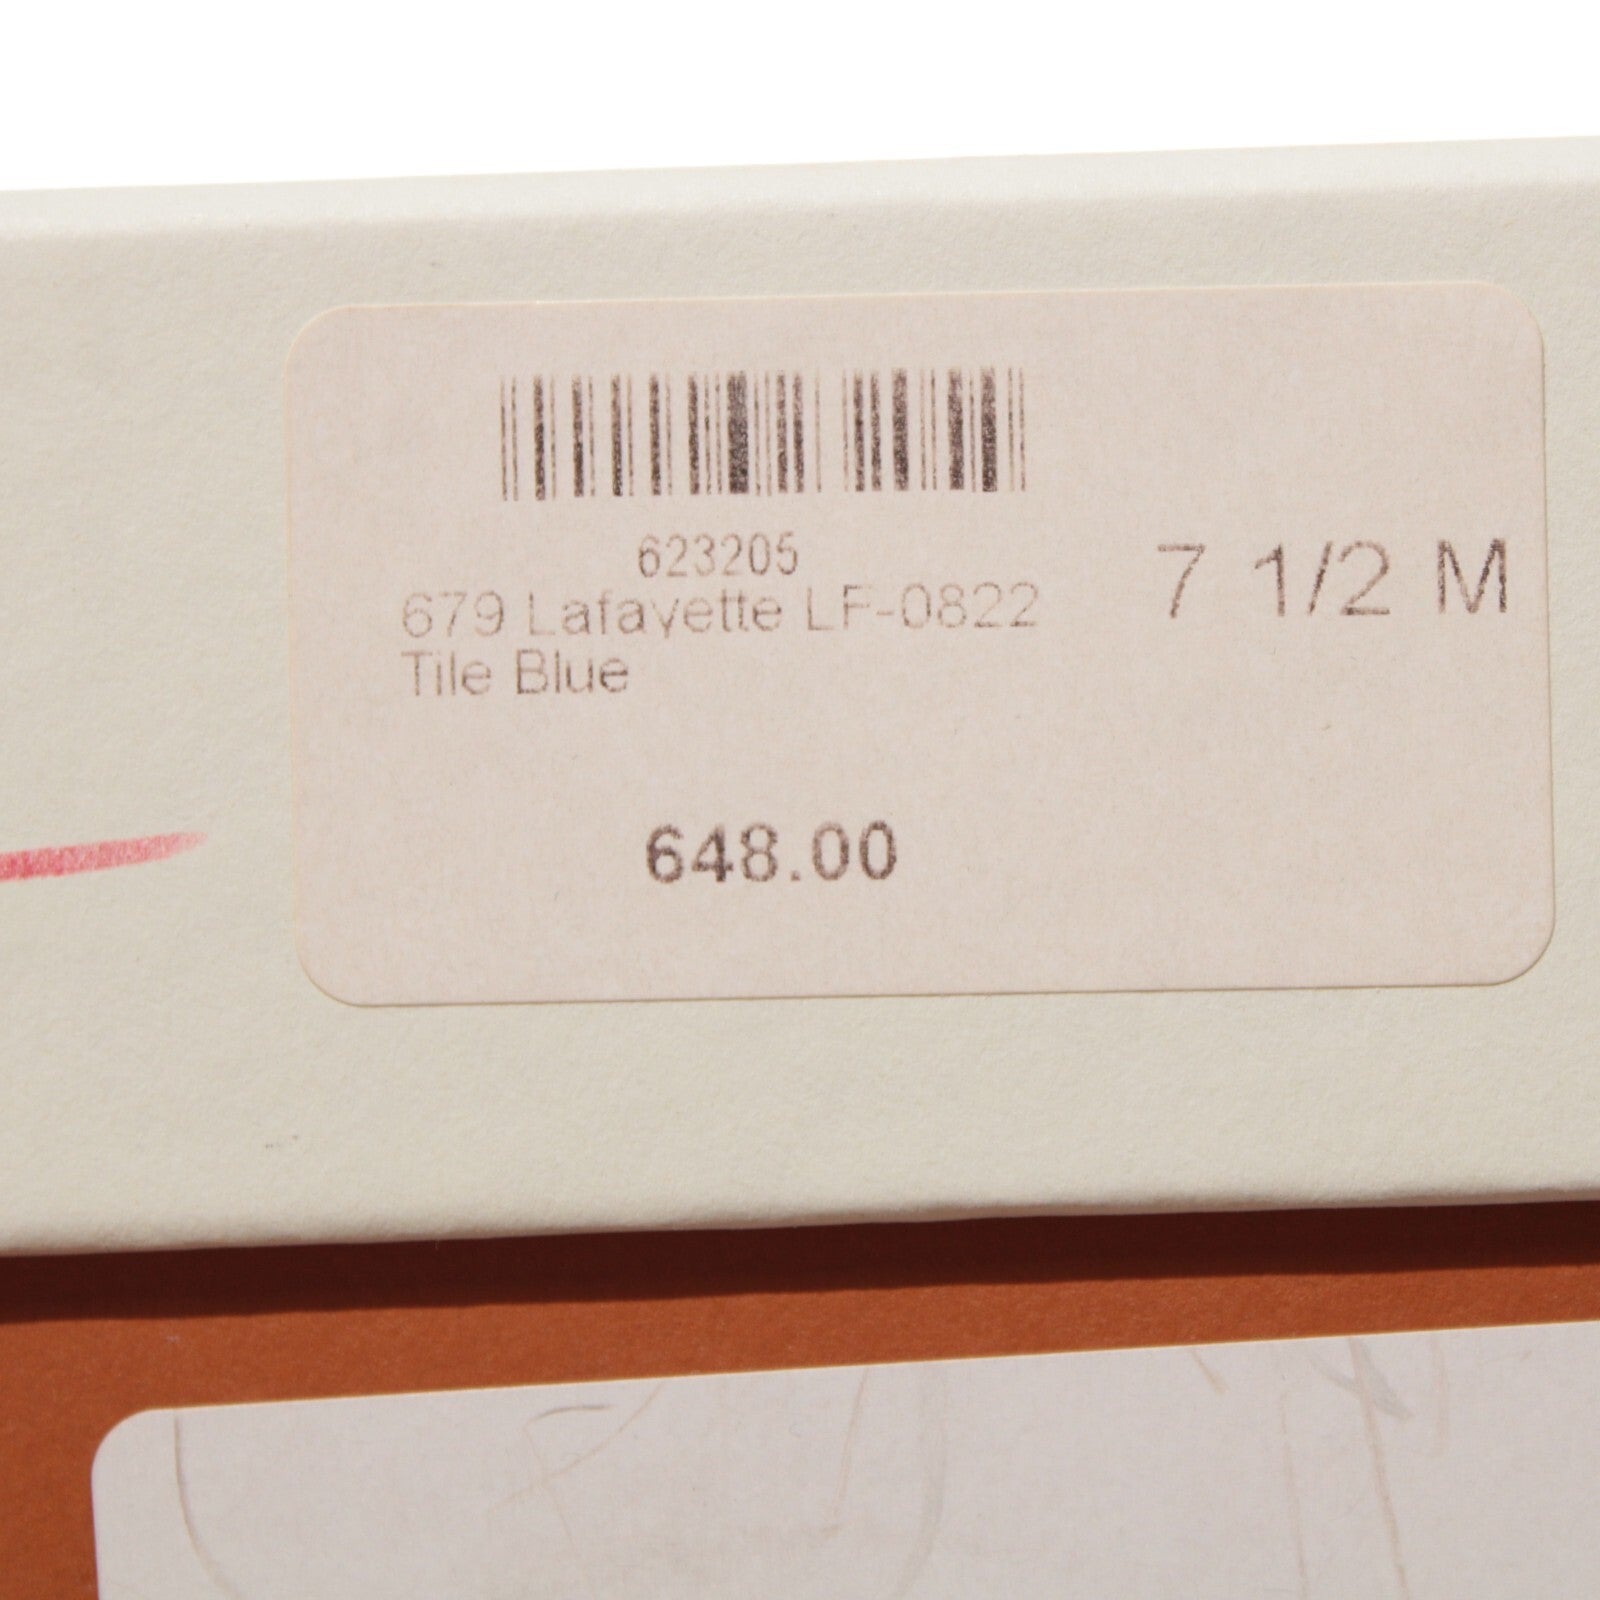 623205
679 Lafayette LF-0822
Tile Blue
7 1/2 M
648.00